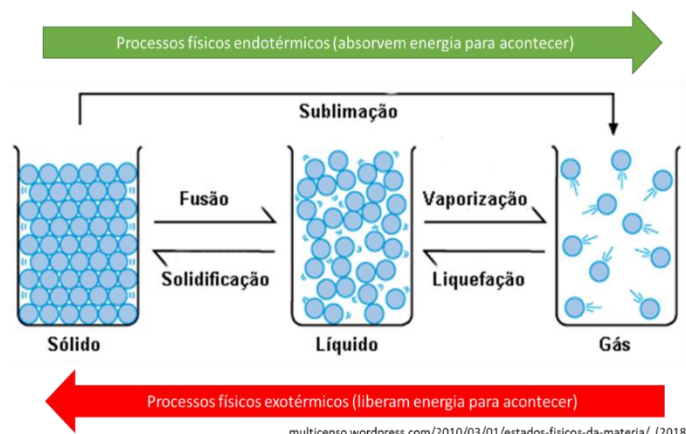 Processos físicos endotérmicos (absorvem energia para acontecer)
Sublimação
Fusão
Vaporização
Solidificação
Liquefação
Sólido
Líquido
Gás
Processos físicos exotérmicos (liberam energia para acontecer)
multicenso.wordpress.com/2010/03/01/estados-fisicos-da-materia/ (2018